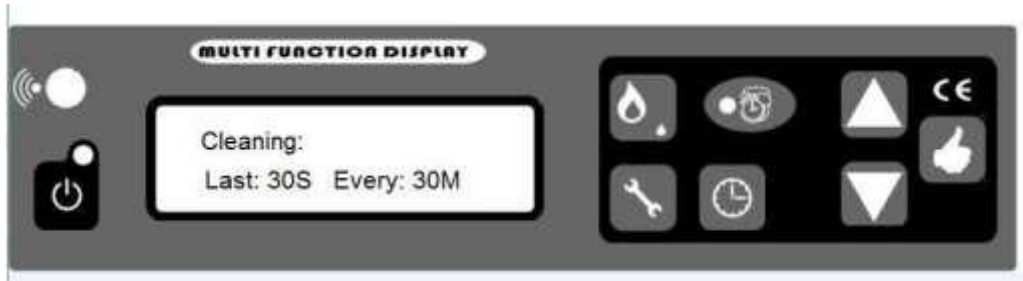 MULTI FUNCTION DISPLAY
Cleaning:
Last: 30S Every: 30M
CE